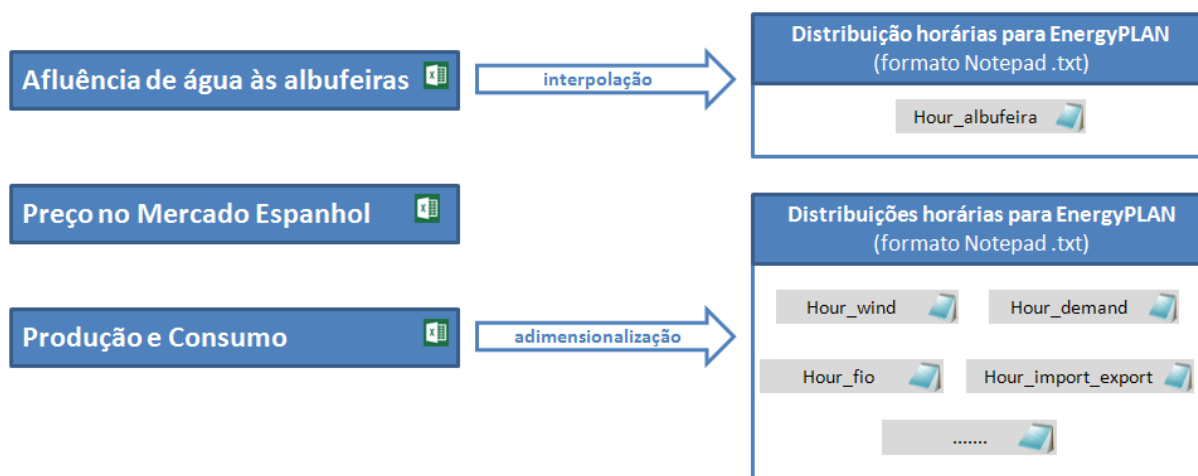 Afluência de água às albufeiras
interpolação
Distribuição horárias para EnergyPLAN
(formato Notepad .txt)
Hour_albufeira
Preço no Mercado Espanhol
Produção e Consumo
adimensionalização
Distribuições horárias para EnergyPLAN
(formato Notepad .txt)
Hour_wind
Hour_demand
Hour_fio
Hour_import_export
.......